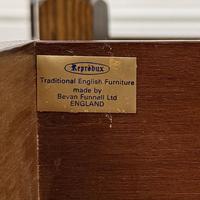 Reprodux
Traditional English Furniture
made by
Bevan Funnell Ltd
ENGLAND